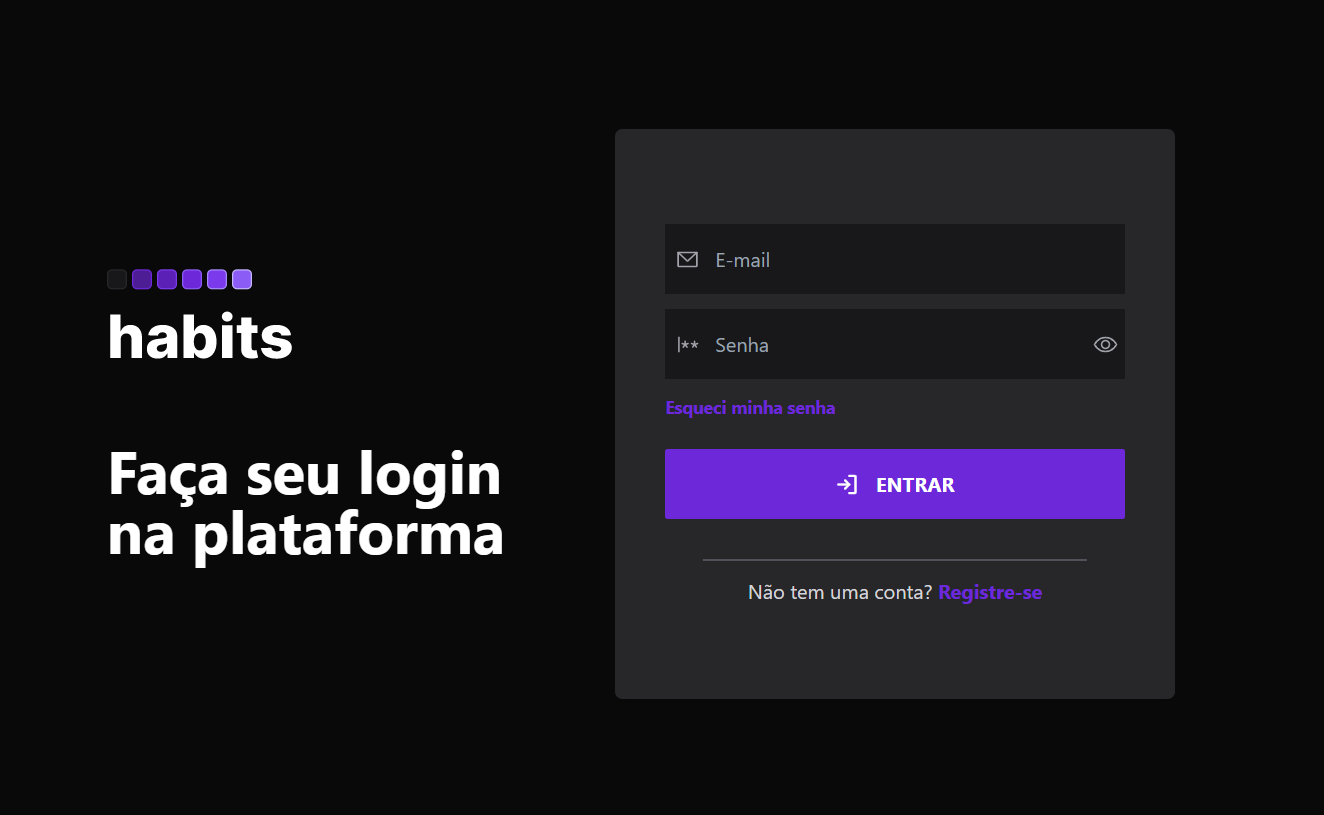 habits
Faça seu login
na plataforma
E-mail
Senha
Esqueci minha senha
ENTRAR
Não tem uma conta? Registre-se